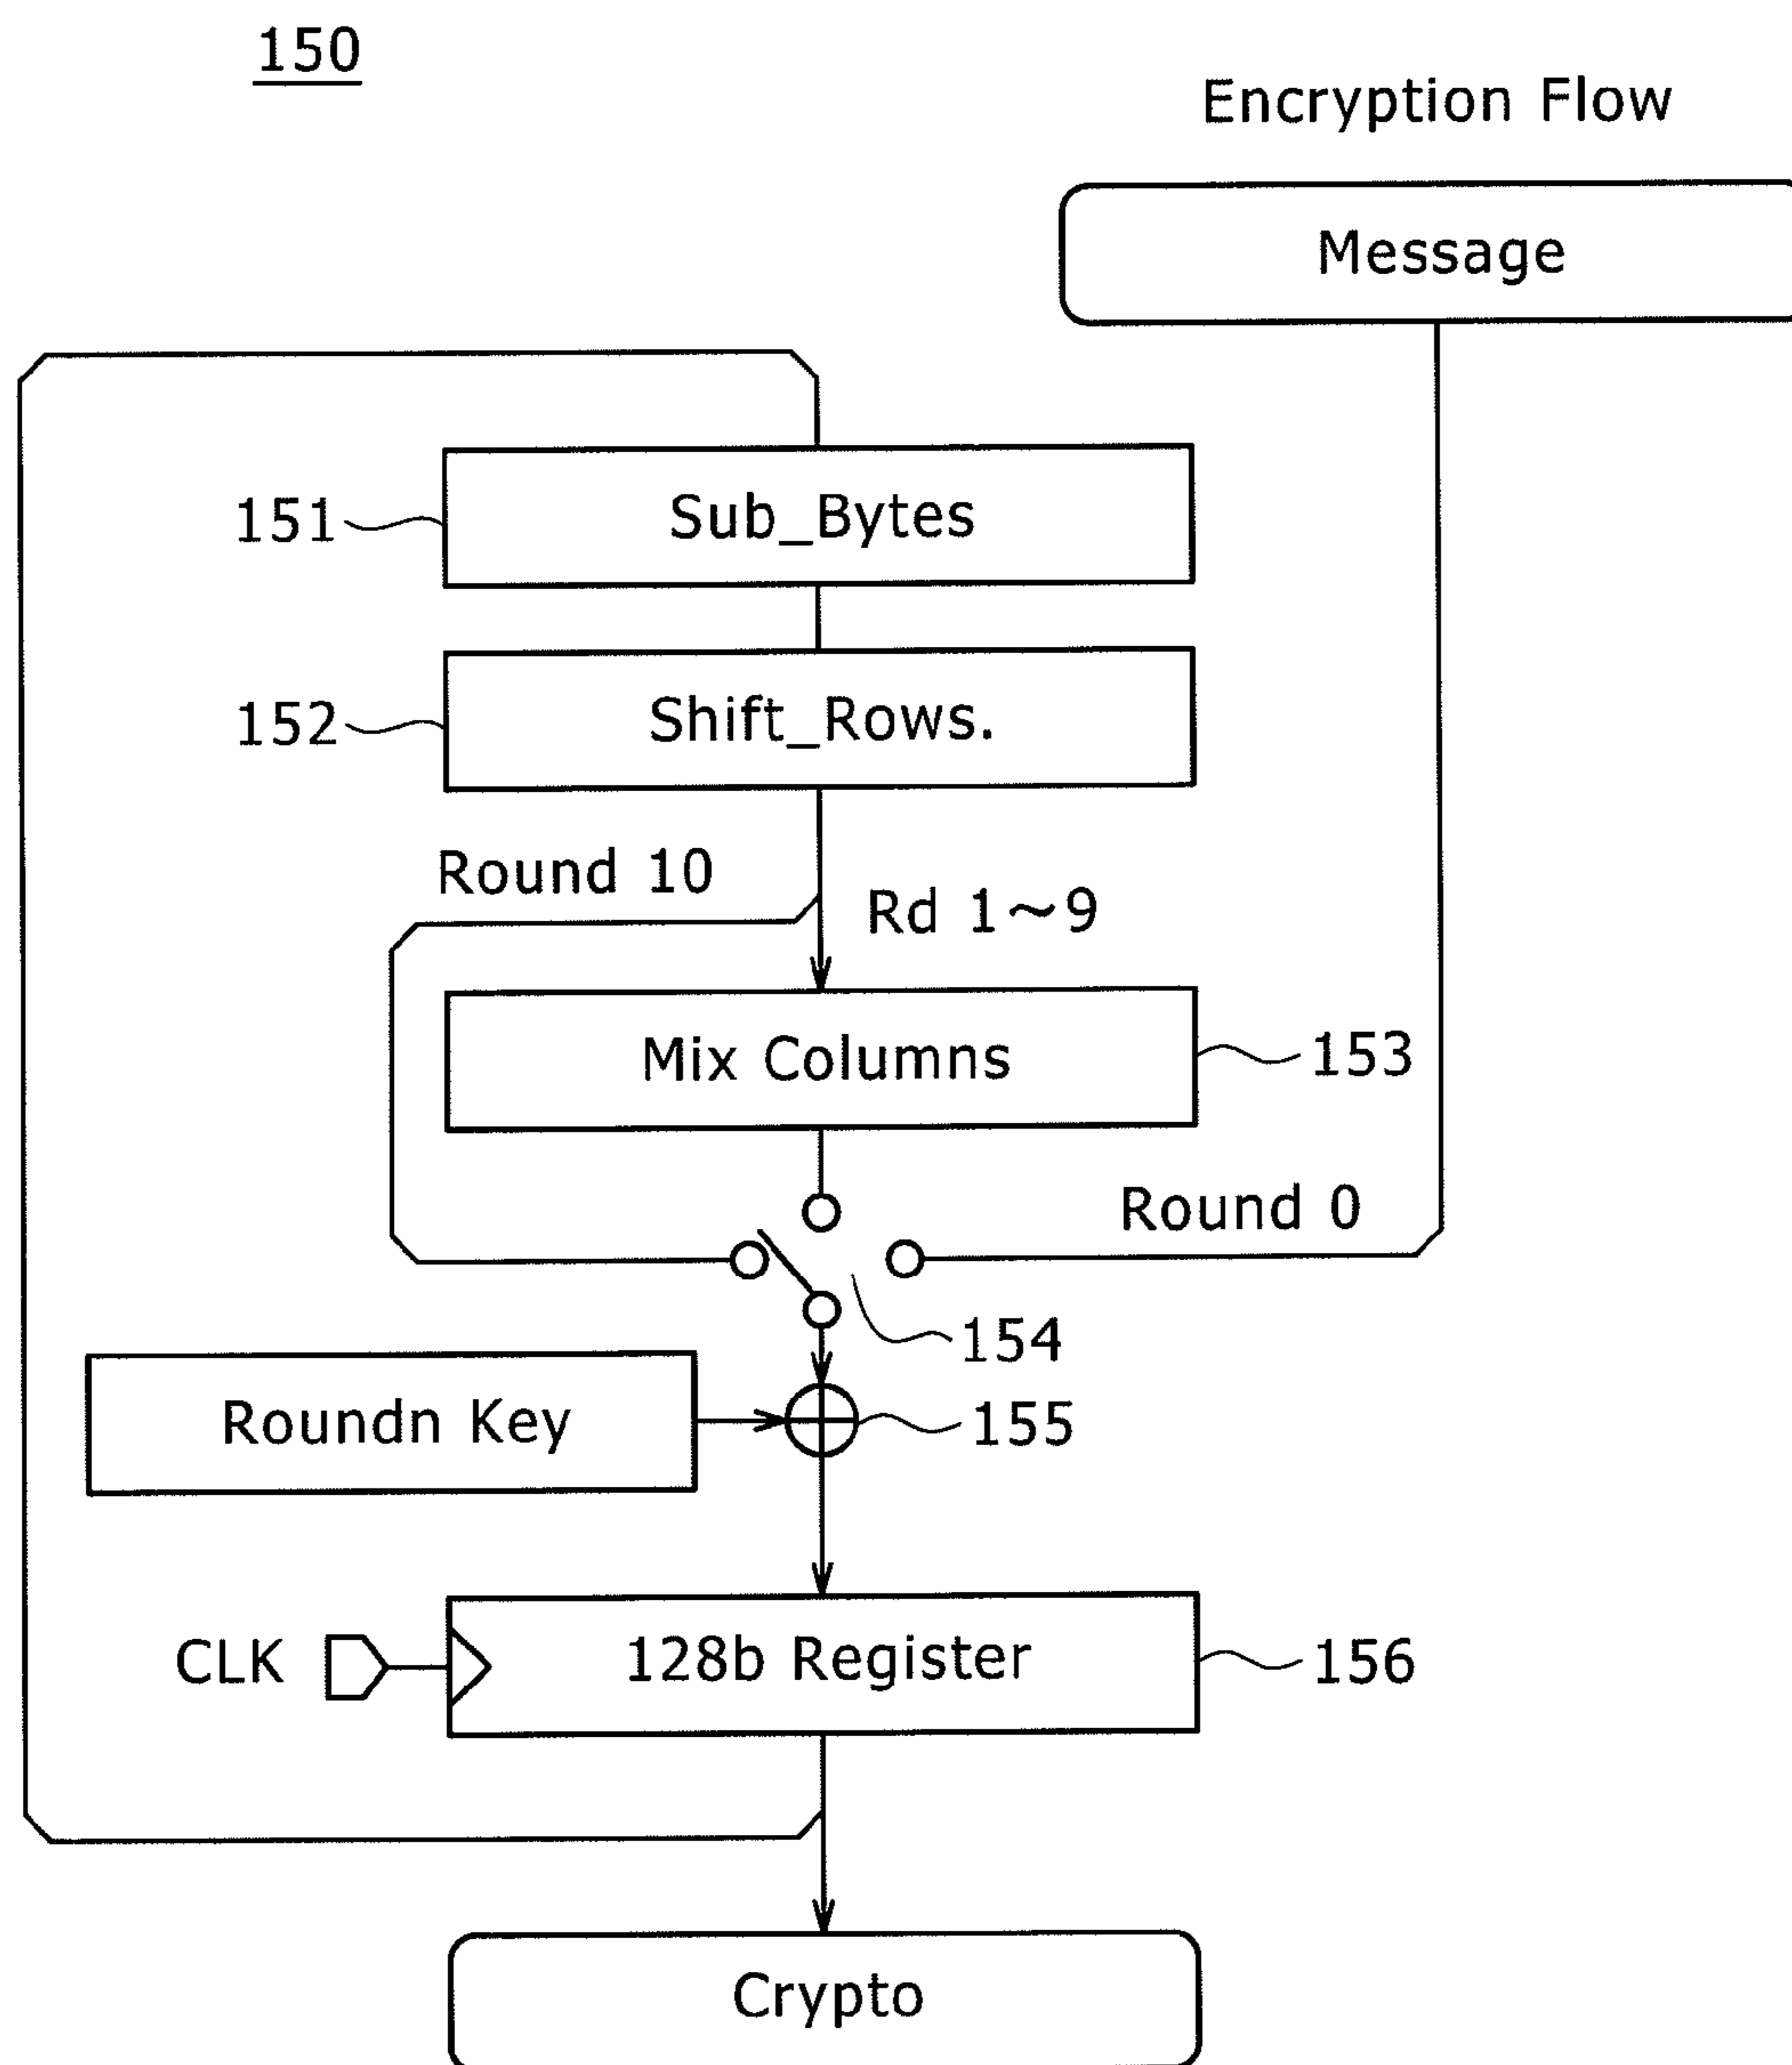 150
Encryption Flow
Message
151
Sub_Bytes
152
Shift_Rows.
Round 10
Rd 1~9
Mix Columns
153
Round 0
154
Roundn Key
155
CLK
128b Register
156
Crypto